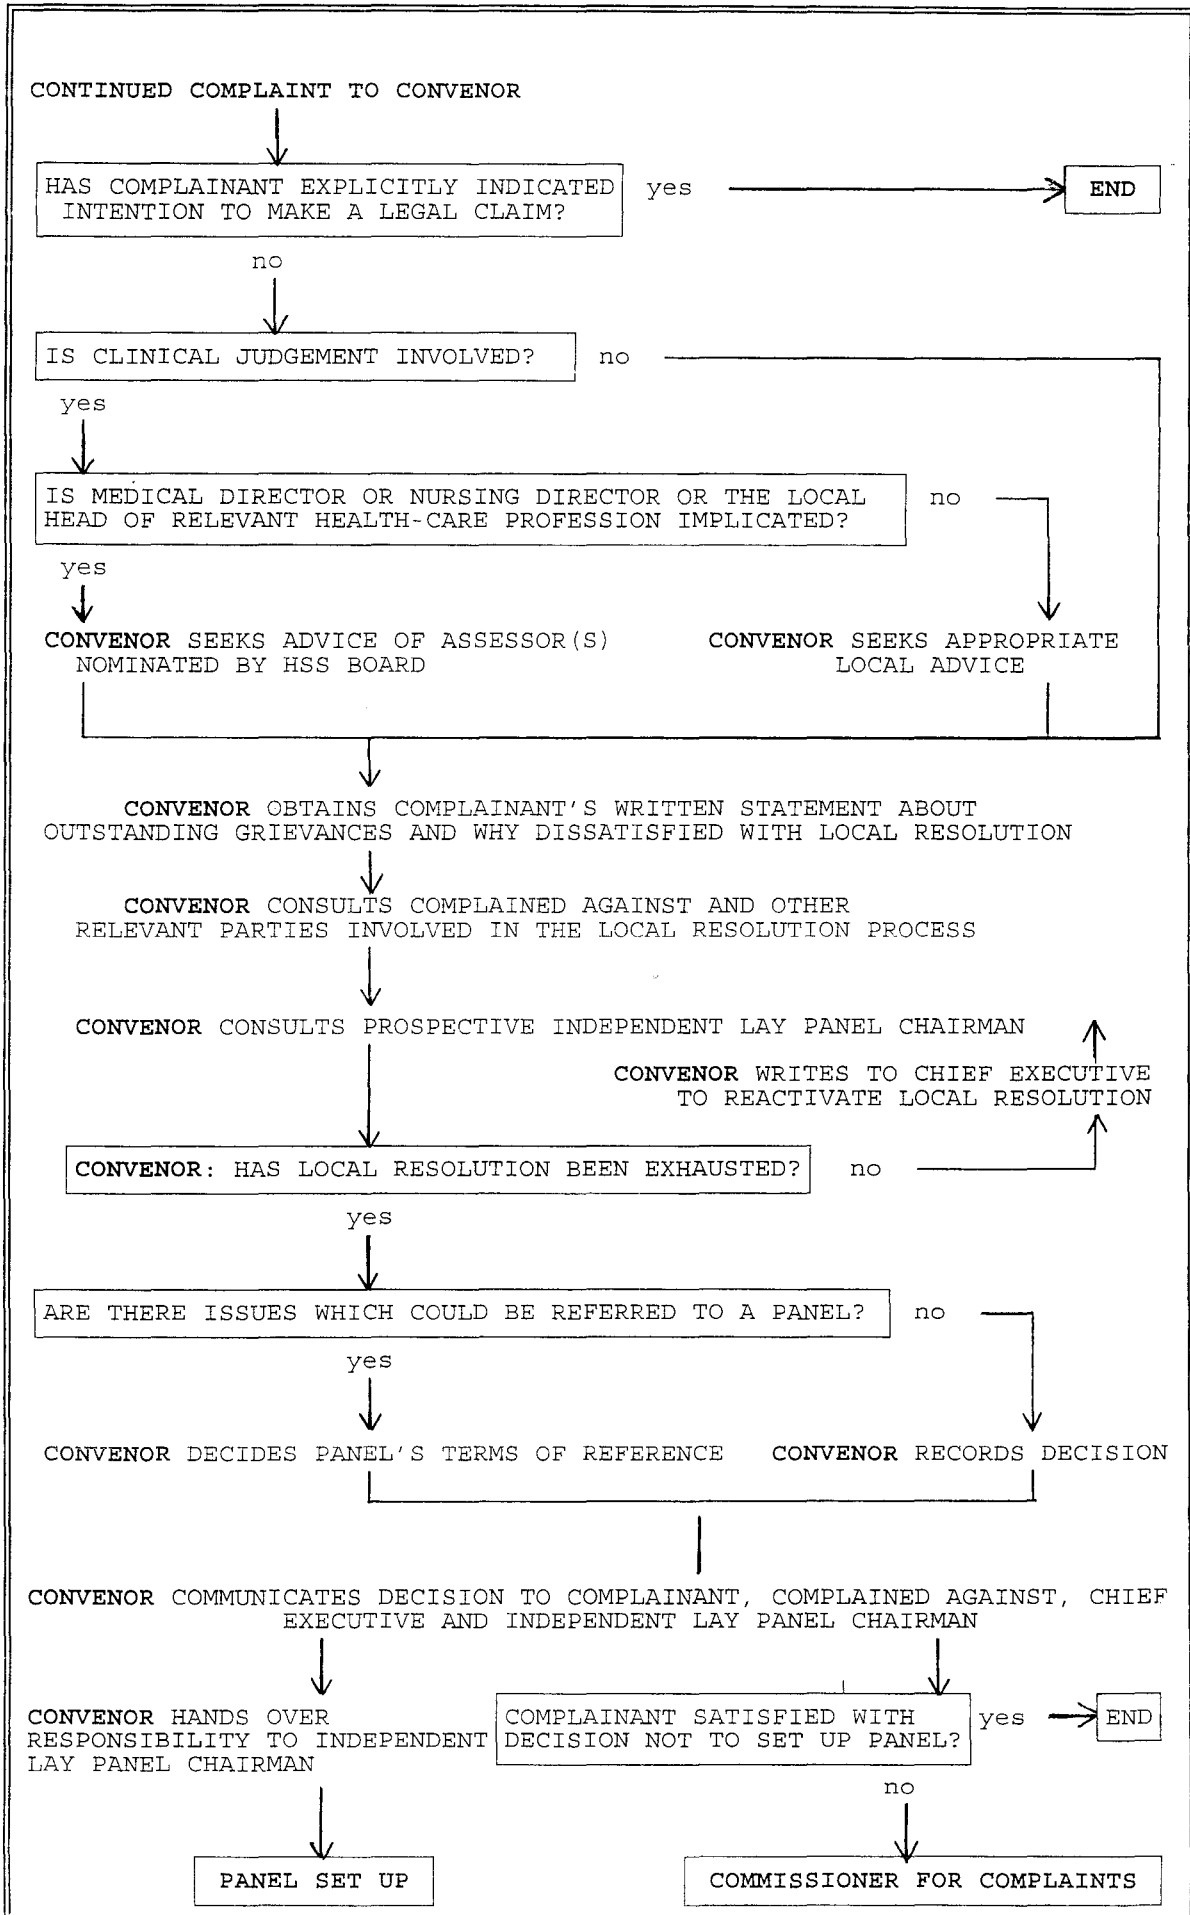 CONTINUED COMPLAINT TO CONVENOR
HAS COMPLAINANT EXPLICITLY INDICATED
INTENTION TO MAKE A LEGAL CLAIM?
yes
END
no
IS CLINICAL JUDGEMENT INVOLVED?
no
yes
IS MEDICAL DIRECTOR OR NURSING DIRECTOR OR THE LOCAL
HEAD OF RELEVANT HEALTH-CARE PROFESSION IMPLICATED?
no
yes
CONVENOR SEEKS ADVICE OF ASSESSOR(S)
NOMINATED BY HSS BOARD
CONVENOR SEEKS APPROPRIATE
LOCAL ADVICE
CONVENOR OBTAINS COMPLAINANT'S WRITTEN STATEMENT ABOUT
OUTSTANDING GRIEVANCES AND WHY DISSATISFIED WITH LOCAL RESOLUTION
CONVENOR CONSULTS COMPLAINED AGAINST AND OTHER
RELEVANT PARTIES INVOLVED IN THE LOCAL RESOLUTION PROCESS
CONVENOR CONSULTS PROSPECTIVE INDEPENDENT LAY PANEL CHAIRMAN
CONVENOR WRITES TO CHIEF EXECUTIVE
TO REACTIVATE LOCAL RESOLUTION
CONVENOR: HAS LOCAL RESOLUTION BEEN EXHAUSTED?
no
yes
ARE THERE ISSUES WHICH COULD BE REFERRED TO A PANEL?
no
yes
CONVENOR DECIDES PANEL'S TERMS OF REFERENCE
CONVENOR RECORDS DECISION
CONVENOR COMMUNICATES DECISION TO COMPLAINANT, COMPLAINED AGAINST, CHIEF
EXECUTIVE AND INDEPENDENT LAY PANEL CHAIRMAN
CONVENOR HANDS OVER
RESPONSIBILITY TO INDEPENDENT
LAY PANEL CHAIRMAN
COMPLAINANT SATISFIED WITH
DECISION NOT TO SET UP PANEL?
yes
END
no
PANEL SET UP
COMMISSIONER FOR COMPLAINTS